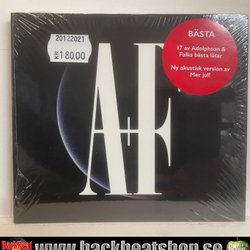 20122021
180.00
BÄSTA
17 av Adolphson &
Falks bästa låtar
Ny akustisk version av
Mer jul!
A+F
www.backbeatshop.se